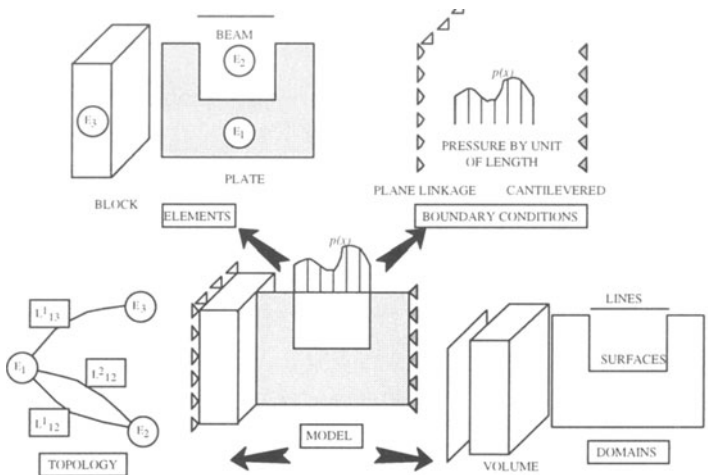 BEAM
E2
E3
E1
PLATE
BLOCK
ELEMENTS
p(x)
PRESSURE BY UNIT
OF LENGTH
PLANE LINKAGE
CANTILEVERED
BOUNDARY CONDITIONS
p(x)
L¹13
E3
E1
L²12
L¹12
E2
TOPOLOGY
MODEL
LINES
SURFACES
VOLUME
DOMAINS